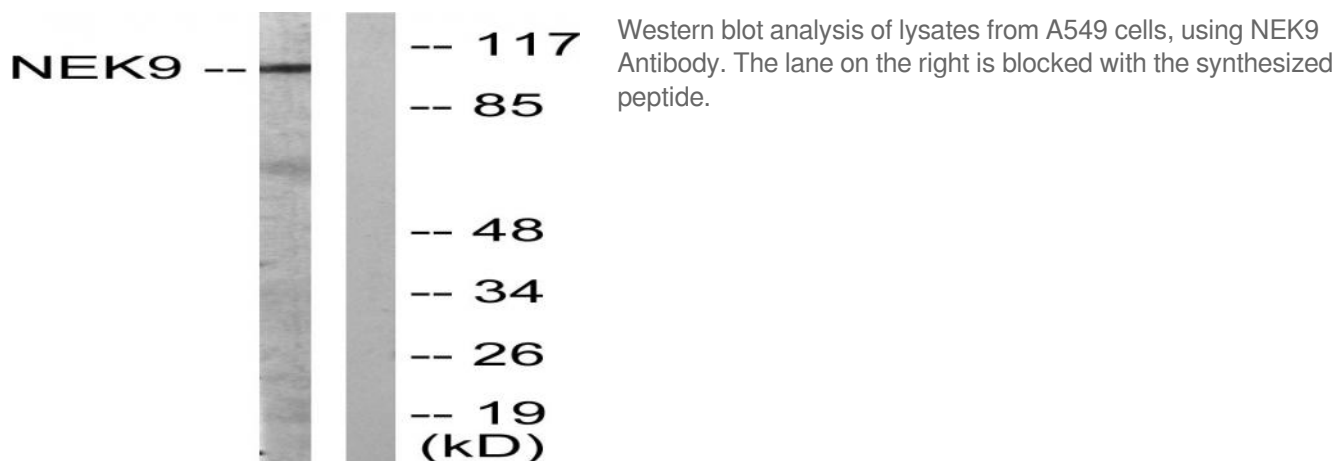 NEK9 --
-- 117
-- 85
-- 48
-- 34
-- 26
-- 19
(kD)
Western blot analysis of lysates from A549 cells, using NEK9
Antibody. The lane on the right is blocked with the synthesized
peptide.